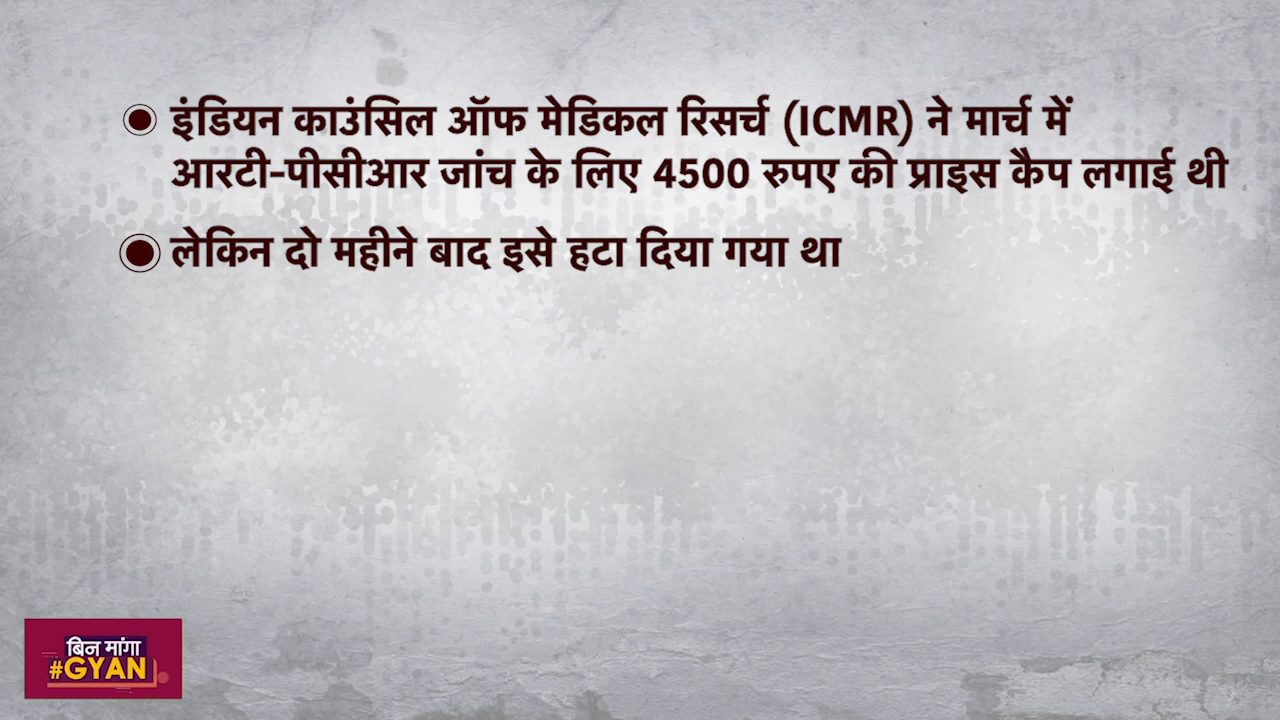 इंडियन काउंसिल ऑफ मेडिकल रिसर्च (ICMR) ने मार्च में
आरटी-पीसीआर जांच के लिए 4500 रुपए की प्राइस कैप लगाई थी
लेकिन दो महीने बाद इसे हटा दिया गया था
बिन मांगा
#GYAN